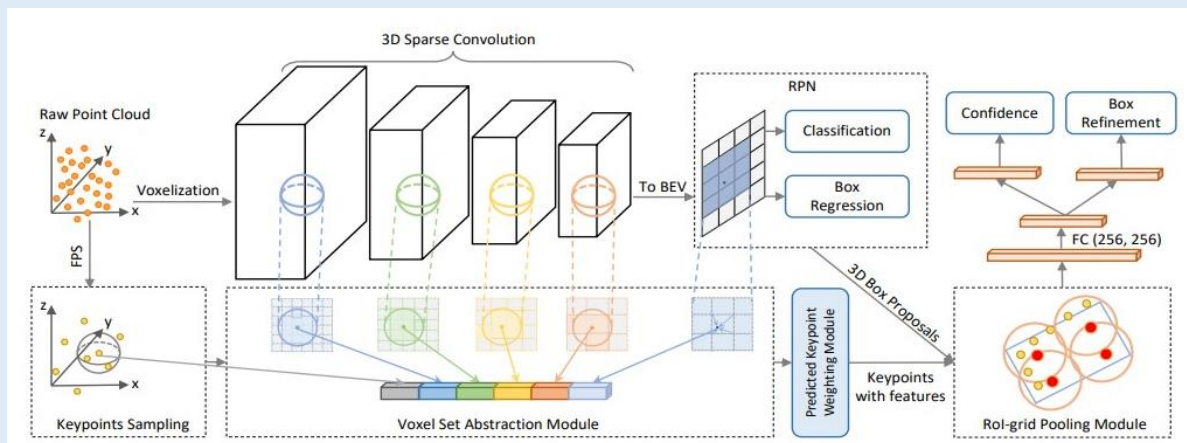 3D Sparse Convolution
Raw Point Cloud
z
y
x
Voxelization
FPS
To BEV
RPN
Classification
Box
Regression
Confidence
Box
Refinement
FC (256, 256)
3D Box Proposals
z
y
x
Keypoints Sampling
Voxel Set Abstraction Module
Predicted Keypoint
Weighting Module
Keypoints
with features
RoI-grid Pooling Module